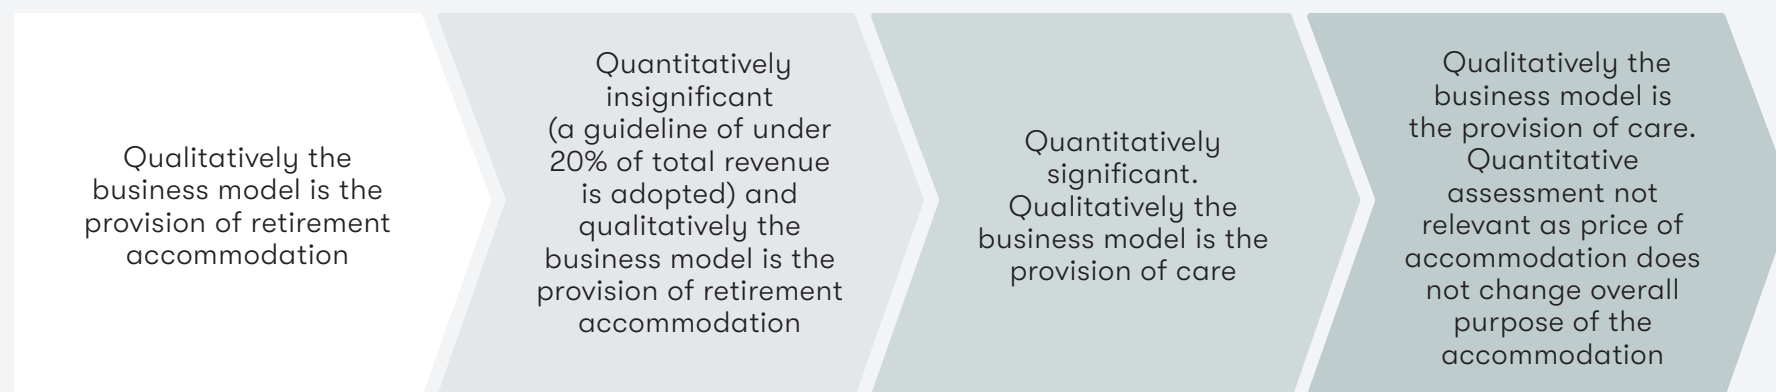 Qualitatively the
business model is the
provision of retirement
accommodation
Quantitatively
insignificant
(a guideline of under
20% of total revenue
is adopted) and
qualitatively the
business model is the
provision of retirement
accommodation
Quantitatively
significant.
Qualitatively the
business model is the
provision of care
Qualitatively the
business model is
the provision of care.
Quantitative
assessment not
relevant as price of
accommodation does
not change overall
purpose of the
accommodation